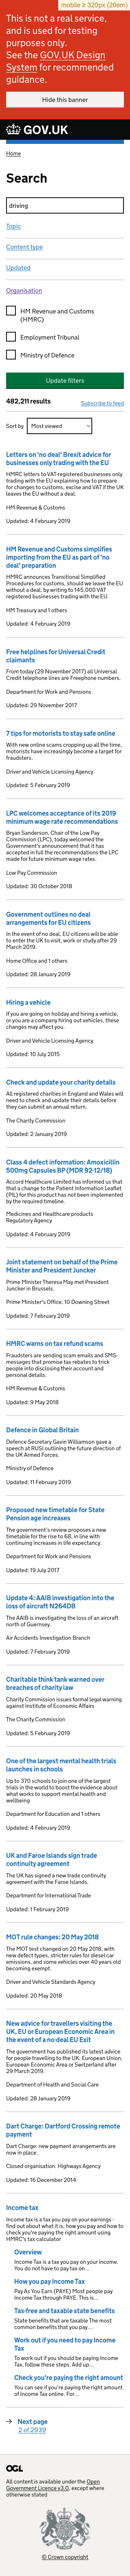 mobile ≥ 320px (20em)
This is not a real service, and is used for testing purposes only.
See the GOV.UK Design System for recommended guidance.
Hide this banner
GOV.UK
Home
Search
driving
Topic
Content type
Updated
Organisation
HM Revenue and Customs (HMRC)
Employment Tribunal
Ministry of Defence
Update filters
482,211 results
Subscribe to feed
Sort by Most viewed
Letters on 'no deal' Brexit advice for businesses only trading with the EU
HMRC letters to VAT-registered businesses only trading with the EU explaining how to prepare for changes to customs, excise and VAT if the UK leaves the EU without a deal.
HM Revenue & Customs
Updated: 4 February 2019
HM Revenue and Customs simplifies importing from the EU as part of 'no deal' preparation
HMRC announces Transitional Simplified Procedures for customs, should the UK leave the EU without a deal, by writing to 145,000 VAT registered businesses trading with the EU.
HM Treasury and 1 others
Updated: 4 February 2019
Free helplines for Universal Credit claimants
From today (29 November 2017) all Universal Credit telephone lines are Freephone numbers.
Department for Work and Pensions
Updated: 29 November 2017
7 tips for motorists to stay safe online
With new online scams cropping up all the time, motorists have increasingly become a target for fraudsters.
Driver and Vehicle Licensing Agency
Updated: 5 February 2019
LPC welcomes acceptance of its 2019 minimum wage rate recommendations
Bryan Sanderson, Chair of the Low Pay Commission (LPC), today welcomed the Government's announcement that it has accepted in full the recommendations the LPC made for future minimum wage rates.
Low Pay Commission
Updated: 30 October 2018
Government outlines no deal arrangements for EU citizens
In the event of no deal, EU citizens will be able to enter the UK to visit, work or study after 29 March 2019.
Home Office and 1 others
Updated: 28 January 2019
Hiring a vehicle
If you are going on holiday and hiring a vehicle, or you are a company hiring out vehicles, these changes may affect you.
Driver and Vehicle Licensing Agency
Updated: 10 July 2015
Check and update your charity details
All registered charities in England and Wales will need to check and update their details before they can submit an annual return.
The Charity Commission
Updated: 2 January 2019
Class 4 defect information: Amoxicillin 500mg Capsules BP (MDR 92-12/18)
Accord Healthcare Limited has informed us that that a change to the Patient Information Leaflet (PIL) for this product has not been implemented by the required timeline.
Medicines and Healthcare products Regulatory Agency
Updated: 4 February 2019
Joint statement on behalf of the Prime Minister and President Juncker
Prime Minister Theresa May met President Juncker in Brussels.
Prime Minister's Office, 10 Downing Street
Updated: 7 February 2019
HMRC warns on tax refund scams
Fraudsters are sending scam emails and SMS-messages that promise tax rebates to trick people into disclosing their account and personal details.
HM Revenue & Customs
Updated: 9 May 2018
Defence in Global Britain
Defence Secretary Gavin Williamson gave a speech at RUSI outlining the future direction of the UK Armed Forces.
Ministry of Defence
Updated: 11 February 2019
Proposed new timetable for State Pension age increases
The government's review proposes a new timetable for the rise to 68, in line with continuing increases in life expectancy.
Department for Work and Pensions
Updated: 19 July 2017
Update 4: AAIB investigation into the loss of aircraft N264DB
The AAIB is investigating the loss of an aircraft north of Guernsey.
Air Accidents Investigation Branch
Updated: 7 February 2019
Charitable think tank warned over breaches of charity law
Charity Commission issues formal legal warning against Institute of Economic Affairs
The Charity Commission
Updated: 5 February 2019
One of the largest mental health trials launches in schools
Up to 370 schools to join one of the largest trials in the world to boost the evidence about what works to support mental health and wellbeing
Department for Education and 1 others
Updated: 4 February 2019
UK and Faroe Islands sign trade continuity agreement
The UK has signed a new trade continuity agreement with the Faroe Islands.
Department for International Trade
Updated: 1 February 2019
MOT rule changes: 20 May 2018
The MOT test changed on 20 May 2018, with new defect types, stricter rules for diesel car emissions, and some vehicles over 40 years old becoming exempt.
Driver and Vehicle Standards Agency
Updated: 20 May 2018
New advice for travellers visiting the UK, EU or European Economic Area in the event of a no-deal EU Exit
The government has published its latest advice for people travelling to the UK, European Union, European Economic Area or Switzerland after 29 March 2019.
Department of Health and Social Care
Updated: 28 January 2019
Dart Charge: Dartford Crossing remote payment
Dart Charge: new payment arrangements are now in place.
Closed organisation: Highways Agency
Updated: 16 December 2014
Income tax
Income tax is a tax you pay on your earnings - find out about what it is, how you pay and how to check you're paying the right amount using HMRC's tax calculator
Overview
Income Tax is a tax you pay on your income. You do not have to pay tax on…
How you pay Income Tax
Pay As You Earn (PAYE) Most people pay Income Tax through PAYE. This is…
Tax-free and taxable state benefits
State benefits that are taxable The most common benefits that you pay…
Work out if you need to pay Income Tax
To work out if you should be paying Income Tax, follow these steps. Add up…
Check you're paying the right amount
You can see if you're paying the right amount of Income Tax online. For…
Next page
2 of 2939
OGL
All content is available under the Open Government Licence v3.0, except where otherwise stated
© Crown copyright